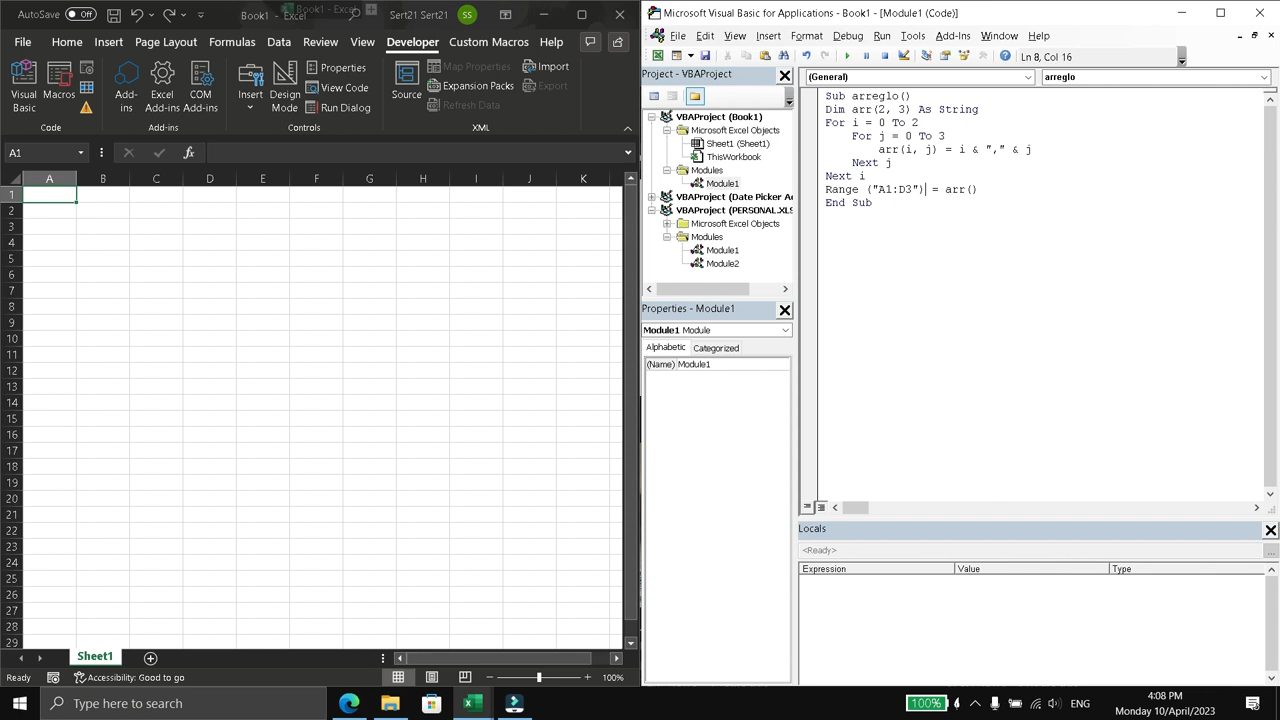 Book1 - Excel
Book1 - Excel
Sert21 Sert21
SS
File
Home
Insert
Page Layout
Formulas
Data
Review
View
Developer
Custom Macros
Help
Visual Basic
Macros
Code
Add-ins
Excel Add-ins
COM Add-ins
Add-ins
Insert
Design Mode
Properties
View Code
Run Dialog
Controls
Source
Map Properties
Expansion Packs
Refresh Data
Import
Export
XML
A1
fx
A B C D E F G H I J K
1
2
3
4
5
6
7
8
9
10
11
12
13
14
15
16
17
18
19
20
21
22
23
24
25
26
27
28
29
Sheet1
Ready
Accessibility: Good to go
100%
Microsoft Visual Basic for Applications - Book1 - [Module1 (Code)]
File Edit View Insert Format Debug Run Tools Add-Ins Window Help
Ln 8, Col 16
Project - VBAProject
VBAProject (Book1)
Microsoft Excel Objects
Sheet1 (Sheet1)
ThisWorkbook
Modules
Module1
VBAProject (Date Picker Ad
VBAProject (PERSONAL.XLS
Microsoft Excel Objects
Modules
Module1
Module2
Properties - Module1
Module1 Module
Alphabetic Categorized
(Name) Module1
(General)
arreglo
Sub arreglo()
Dim arr(2, 3) As String
For i = 0 To 2
For j = 0 To 3
arr(i, j) = i & "," & j
Next j
Next i
Range ("A1:D3") = arr()
End Sub
Locals
<Ready>
Expression Value Type
Type here to search
100%
ENG
4:08 PM
Monday 10/April/2023